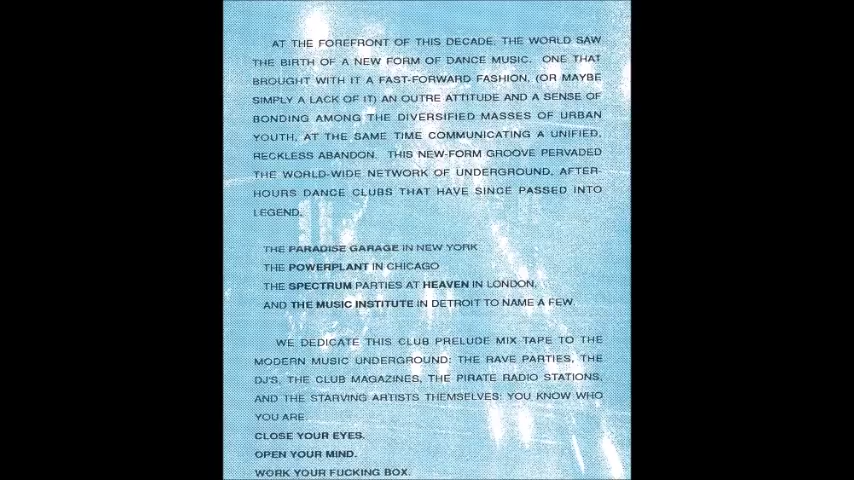 AT THE FOREFRONT OF THIS DECADE, THE WORLD SAW
THE BIRTH OF A NEW FORM OF DANCE MUSIC. ONE THAT
BROUGHT WITH IT A FAST-FORWARD FASHION, (OR MAYBE
SIMPLY A LACK OF IT) AN OUTRE ATTITUDE AND A SENSE OF
BONDING AMONG THE DIVERSIFIED MASSES OF URBAN
YOUTH, AT THE SAME TIME COMMUNICATING A UNIFIED,
RECKLESS ABANDON. THIS NEW-FORM GROOVE PERVADED
THE WORLD-WIDE NETWORK OF UNDERGROUND, AFTER-
HOURS DANCE CLUBS THAT HAVE SINCE PASSED INTO
LEGEND,
THE PARADISE GARAGE IN NEW YORK
THE POWERPLANT IN CHICAGO
THE SPECTRUM PARTIES AT HEAVEN IN LONDON,
AND THE MUSIC INSTITUTE IN DETROIT TO NAME A FEW.
WE DEDICATE THIS CLUB PRELUDE MIX TAPE TO THE
MODERN MUSIC UNDERGROUND: THE RAVE PARTIES, THE
DJ'S, THE CLUB MAGAZINES, THE PIRATE RADIO STATIONS,
AND THE STARVING ARTISTS THEMSELVES: YOU KNOW WHO
YOU ARE.
CLOSE YOUR EYES.
OPEN YOUR MIND.
WORK YOUR FUCKING BOX.